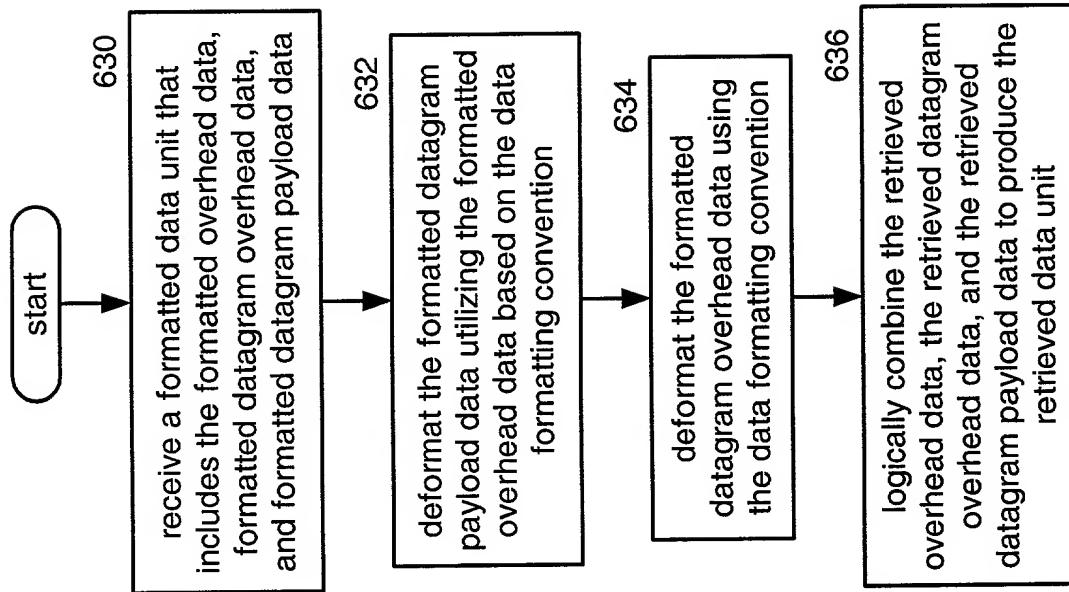 start
630
receive a formatted data unit that
includes the formatted overhead data,
formatted datagram overhead data,
and formatted datagram payload data
632
deformat the formatted datagram
payload data utilizing the formatted
overhead data based on the data
formatting convention
634
deformat the formatted
datagram overhead data using
the data formatting convention
636
logically combine the retrieved
overhead data, the retrieved datagram
overhead data, and the retrieved
datagram payload data to produce the
retrieved data unit